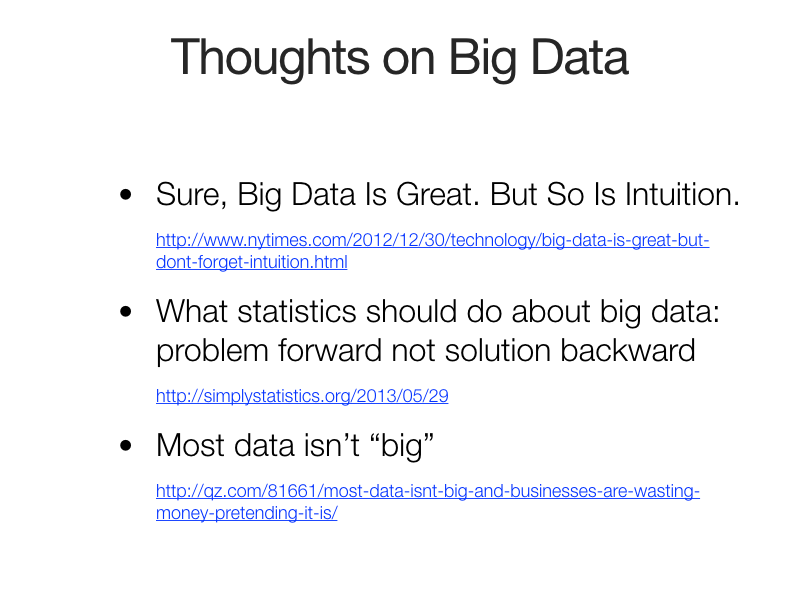 Thoughts on Big Data
• Sure, Big Data Is Great. But So Is Intuition.
http://www.nytimes.com/2012/12/30/technology/big-data-is-great-but-
dont-forget-intuition.html
• What statistics should do about big data:
problem forward not solution backward
http://simplystatistics.org/2013/05/29
• Most data isn’t “big”
http://qz.com/81661/most-data-isnt-big-and-businesses-are-wasting-
money-pretending-it-is/